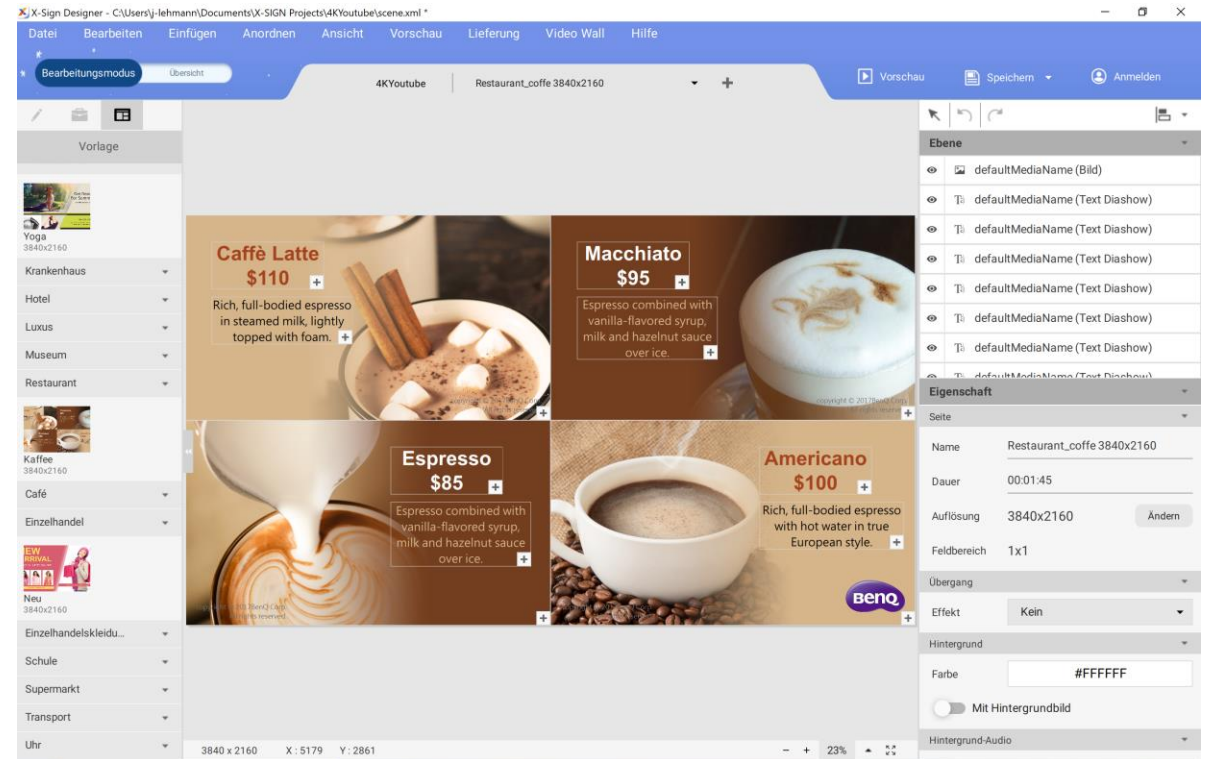 X-Sign Designer - C:\Users\j-lehmann\Documents\X-SIGN Projects\4KYoutube\scene.xml *
Datei Bearbeiten Einfügen Anordnen Ansicht Vorschau Lieferung Video Wall Hilfe
Bearbeitungsmodus Übersicht
4KYoutube Restaurant_coffe 3840x2160
Vorschau Speichern Anmelden
Vorlage
Yoga
3840x2160
Krankenhaus
Hotel
Luxus
Museum
Restaurant
Kaffee
3840x2160
Café
Einzelhandel
NEW
ARRIVAL
Neu
3840x2160
Einzelhandelskleidu...
Schule
Supermarkt
Transport
Uhr
Caffè Latte
$110
Rich, full-bodied espresso
in steamed milk, lightly
topped with foam.
Macchiato
$95
Espresso combined with
vanilla-flavored syrup,
milk and hazelnut sauce
over ice.
copyright © 2017BenQ Corp.
Espresso
$85
Espresso combined with
vanilla-flavored syrup,
milk and hazelnut sauce
over ice.
Americano
$100
Rich, full-bodied espresso
with hot water in true
European style.
BenQ
3840 x 2160 X : 5179 Y : 2861
- + 23%
Ebene
defaultMediaName (Bild)
defaultMediaName (Text Diashow)
defaultMediaName (Text Diashow)
defaultMediaName (Text Diashow)
defaultMediaName (Text Diashow)
defaultMediaName (Text Diashow)
defaultMediaName (Text Diashow)
defaultMediaName (Text Diashow)
Eigenschaft
Seite
Name Restaurant_coffe 3840x2160
Dauer 00:01:45
Auflösung 3840x2160 Ändern
Feldbereich 1x1
Übergang
Effekt Kein
Hintergrund
Farbe #FFFFFF
Mit Hintergrundbild
Hintergrund-Audio